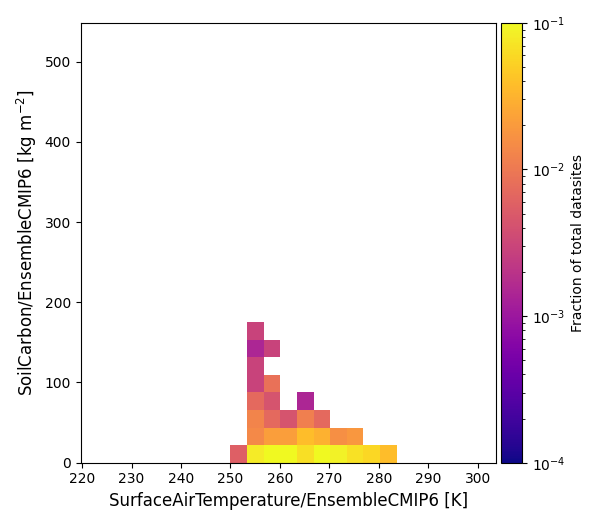 500
400
300
200
100
0
220 230 240 250 260 270 280 290 300
SurfaceAirTemperature/EnsembleCMIP6 [K]
SoilCarbon/EnsembleCMIP6 [kg m⁻²]
10⁻¹
10⁻²
10⁻³
10⁻⁴
Fraction of total datasites